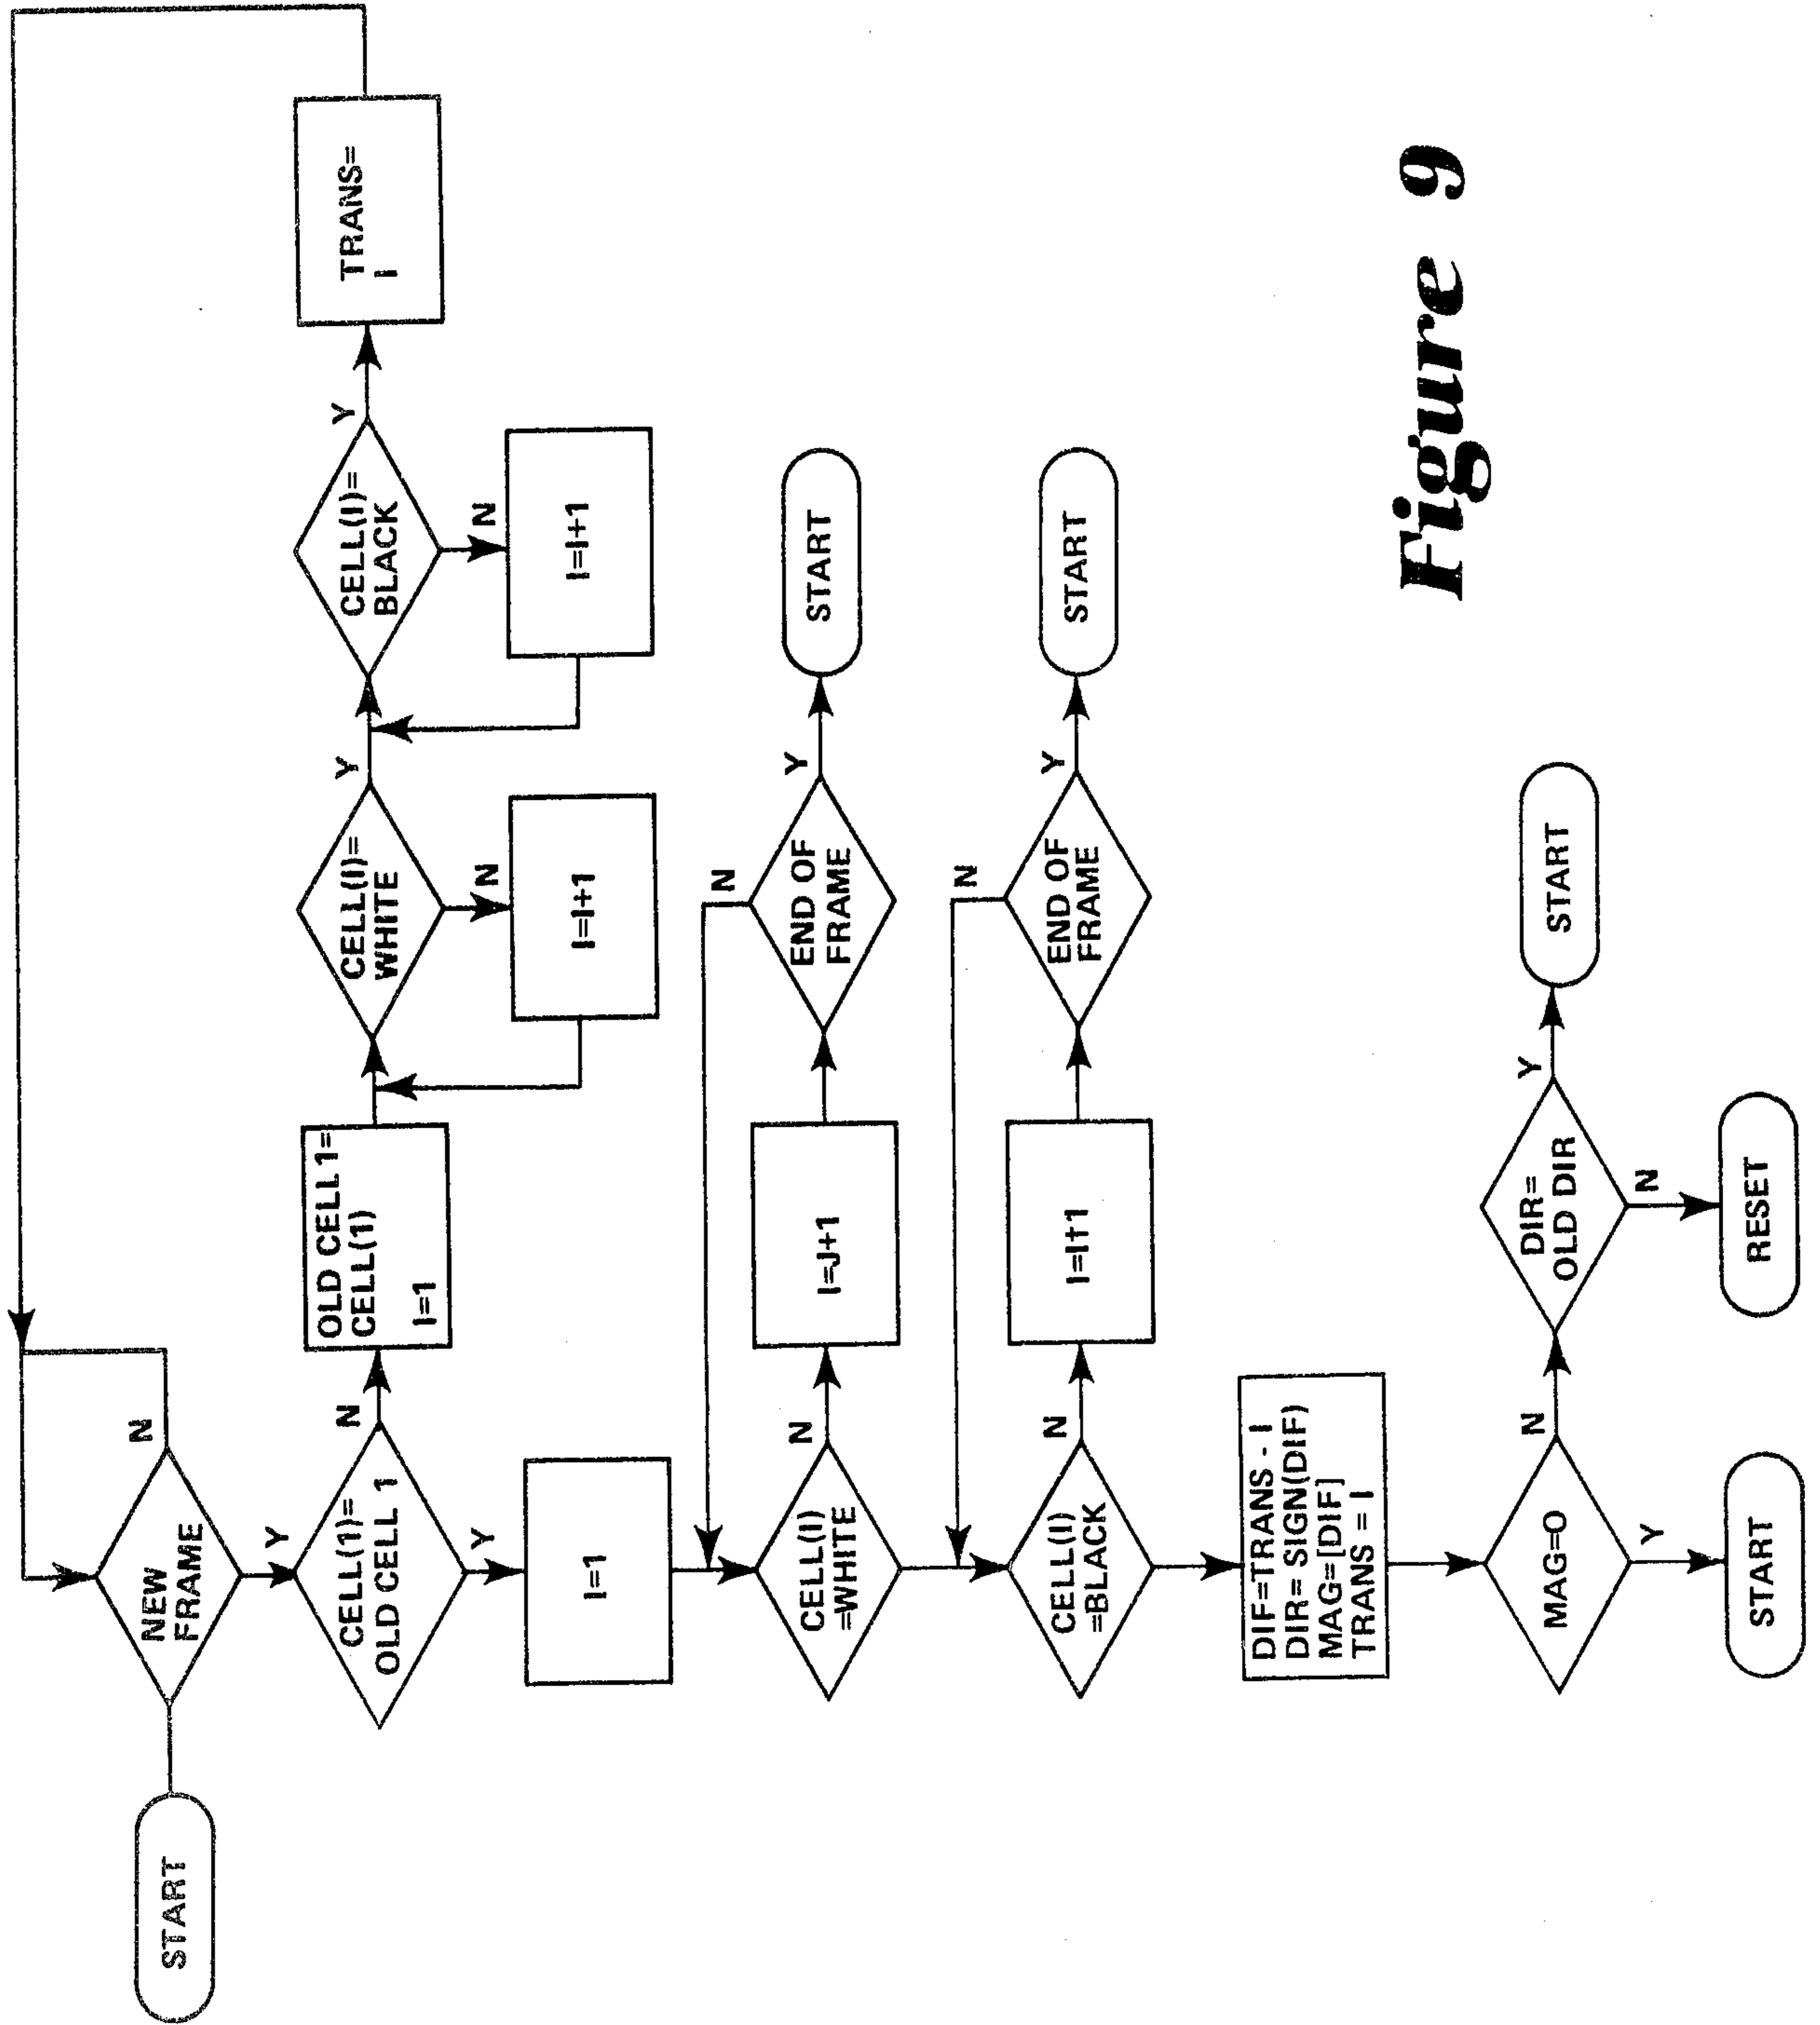 START
NEW
FRAME
N
Y
CELL(1)=
OLD CELL 1
N
OLD CELL1=
CELL(1)
I=1
CELL(I)=
WHITE
Y
N
I=I+1
CELL(I)=
BLACK
Y
N
I=I+1
TRANS=
I
Y
I=1
CELL(I)
=WHITE
N
I=J+1
END OF
FRAME
N
Y
START
CELL(I)
=BLACK
N
I=I+1
END OF
FRAME
N
Y
START
DIF=TRANS - I
DIR= SIGN(DIF)
MAG=[DIF]
TRANS = I
MAG=0
N
Y
START
DIR=
OLD DIR
Y
START
N
RESET
Figure 9